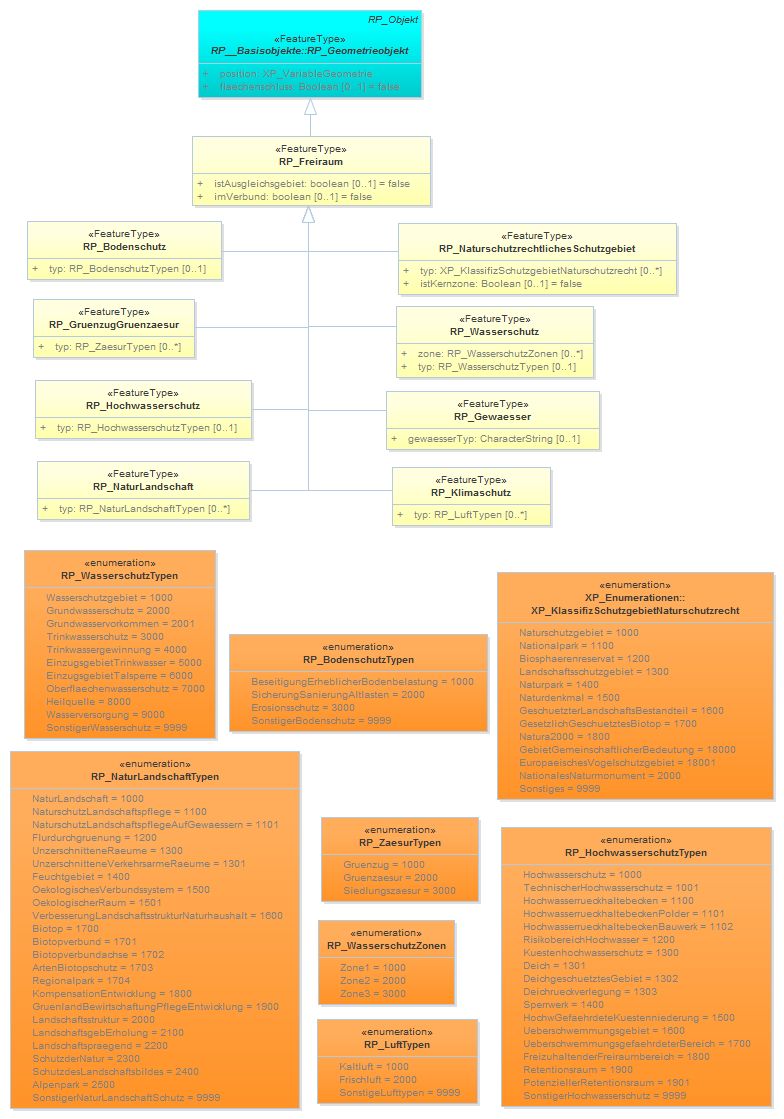 RP_Objekt
«FeatureType»
RP__Basisobjekte::RP_Geometrieobjekt
+ position: XP_VariableGeometrie
+ flaechenschluss: Boolean [0..1] = false
«FeatureType»
RP_Freiraum
+ istAusgleichsgebiet: boolean [0..1] = false
+ imVerbund: boolean [0..1] = false
«FeatureType»
RP_Bodenschutz
+ typ: RP_BodenschutzTypen [0..1]
«FeatureType»
RP_NaturschutzrechtlichesSchutzgebiet
+ typ: XP_KlassifizSchutzgebietNaturschutzrecht [0..*]
+ istKernzone: Boolean [0..1] = false
«FeatureType»
RP_GruenzugGruenzaesur
+ typ: RP_ZaesurTypen [0..*]
«FeatureType»
RP_Wasserschutz
+ zone: RP_WasserschutzZonen [0..*]
+ typ: RP_WasserschutzTypen [0..1]
«FeatureType»
RP_Hochwasserschutz
+ typ: RP_HochwasserschutzTypen [0..1]
«FeatureType»
RP_Gewaesser
+ gewaesserTyp: CharacterString [0..1]
«FeatureType»
RP_NaturLandschaft
+ typ: RP_NaturLandschaftTypen [0..*]
«FeatureType»
RP_Klimaschutz
+ typ: RP_LuftTypen [0..*]
«enumeration»
RP_WasserschutzTypen
Wasserschutzgebiet = 1000
Grundwasserschutz = 2000
Grundwasservorkommen = 2001
Trinkwasserschutz = 3000
Trinkwassergewinnung = 4000
EinzugsgebietTrinkwasser = 5000
EinzugsgebietTalsperre = 6000
Oberflaechenwasserschutz = 7000
Heilquelle = 8000
Wasserversorgung = 9000
SonstigerWasserschutz = 9999
«enumeration»
RP_BodenschutzTypen
BeseitigungErheblicherBodenbelastung = 1000
SicherungSanierungAltlasten = 2000
Erosionsschutz = 3000
SonstigerBodenschutz = 9999
«enumeration»
XP_Enumerationen::
XP_KlassifizSchutzgebietNaturschutzrecht
Naturschutzgebiet = 1000
Nationalpark = 1100
Biosphaerenreservat = 1200
Landschaftsschutzgebiet = 1300
Naturpark = 1400
Naturdenkmal = 1500
GeschuetzterLandschaftsBestandteil = 1600
GesetzlichGeschuetztesBiotop = 1700
Natura2000 = 1800
GebietGemeinschaftlicherBedeutung = 18000
EuropaeischesVogelschutzgebiet = 18001
NationalesNaturmonument = 2000
Sonstiges = 9999
«enumeration»
RP_NaturLandschaftTypen
NaturLandschaft = 1000
NaturschutzLandschaftspflege = 1100
NaturschutzLandschaftspflegeAufGewaessern = 1101
Flurdurchgruenung = 1200
UnzerschnitteneRaeume = 1300
UnzerschnitteneVerkehrsarmeRaeume = 1301
Feuchtgebiet = 1400
OekologischesVerbundssystem = 1500
OekologischerRaum = 1501
VerbesserungLandschaftsstrukturNaturhaushalt = 1600
Biotop = 1700
Biotopverbund = 1701
Biotopverbundachse = 1702
ArtenBiotopschutz = 1703
Regionalpark = 1704
KompensationEntwicklung = 1800
GruenlandBewirtschaftungPflegeEntwicklung = 1900
Landschaftsstruktur = 2000
LandschaftsgebErholung = 2100
Landschaftspraegend = 2200
SchutzderNatur = 2300
SchutzdesLandschaftsbildes = 2400
Alpenpark = 2500
SonstigerNaturLandschaftSchutz = 9999
«enumeration»
RP_ZaesurTypen
Gruenzug = 1000
Gruenzaesur = 2000
Siedlungszaesur = 3000
«enumeration»
RP_WasserschutzZonen
Zone1 = 1000
Zone2 = 2000
Zone3 = 3000
«enumeration»
RP_LuftTypen
Kaltluft = 1000
Frischluft = 2000
SonstigeLufttypen = 9999
«enumeration»
RP_HochwasserschutzTypen
Hochwasserschutz = 1000
TechnischerHochwasserschutz = 1001
Hochwasserrueckhaltebecken = 1100
HochwasserrueckhaltebeckenPolder = 1101
HochwasserrueckhaltebeckenBauwerk = 1102
RisikobereichHochwasser = 1200
Kuestenhochwasserschutz = 1300
Deich = 1301
DeichgeschuetztesGebiet = 1302
Deichrueckverlegung = 1303
Sperrwerk = 1400
HochwGefaehrdeteKuestenniederung = 1500
Ueberschwemmungsgebiet = 1600
UeberschwemmungsgefaehrdeterBereich = 1700
FreizuhaltenderFreiraumbereich = 1800
Retentionsraum = 1900
PotenziellerRetentionsraum = 1901
SonstigerHochwasserschutz = 9999